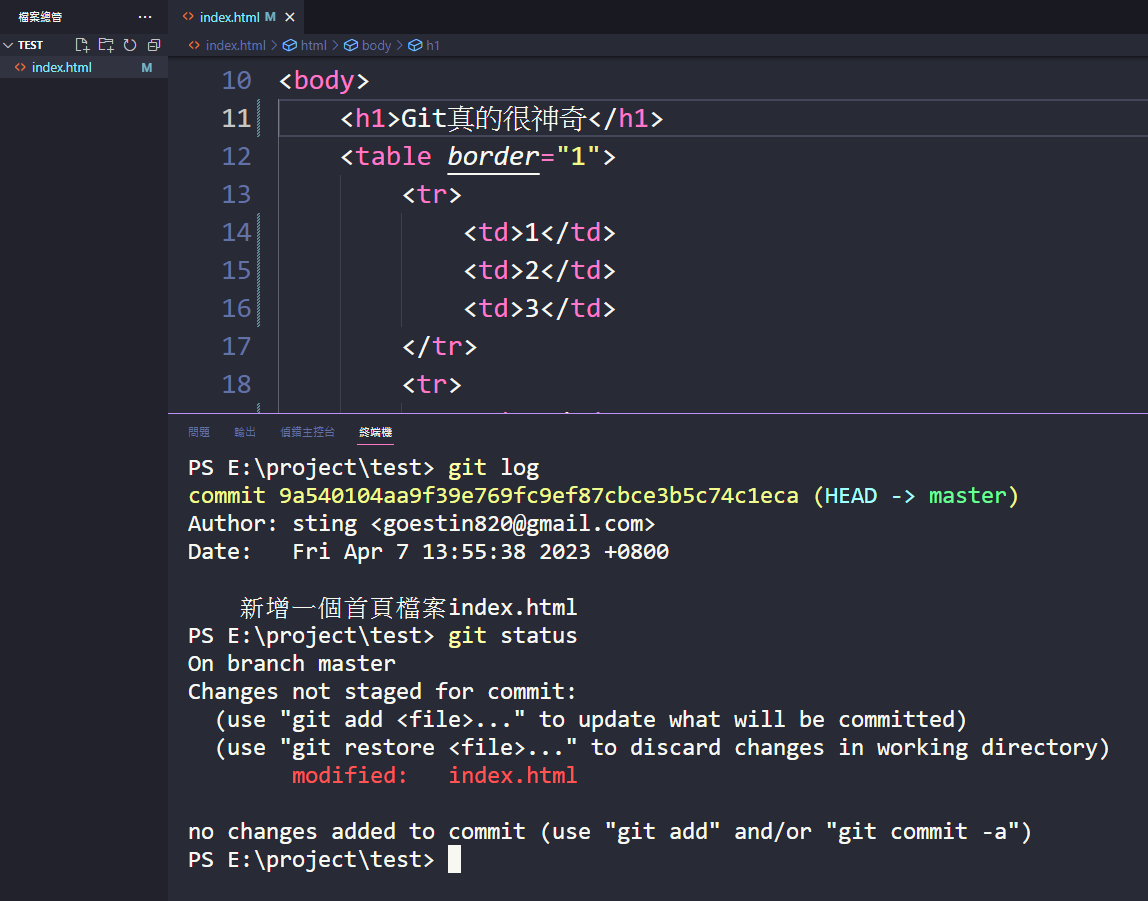 檔案總管 ...
TEST
index.html M
index.html M
index.html > html > body > h1
10 <body>
11 <h1>Git真的很神奇</h1>
12 <table border="1">
13 <tr>
14 <td>1</td>
15 <td>2</td>
16 <td>3</td>
17 </tr>
18 <tr>
問題 輸出 偵錯主控台 終端機
PS E:\project\test> git log
commit 9a540104aa9f39e769fc9ef87cbce3b5c74c1eca (HEAD -> master)
Author: sting <goestin820@gmail.com>
Date:   Fri Apr 7 13:55:38 2023 +0800
新增一個首頁檔案index.html
PS E:\project\test> git status
On branch master
Changes not staged for commit:
(use "git add <file>..." to update what will be committed)
(use "git restore <file>..." to discard changes in working directory)
modified:   index.html
no changes added to commit (use "git add" and/or "git commit -a")
PS E:\project\test>